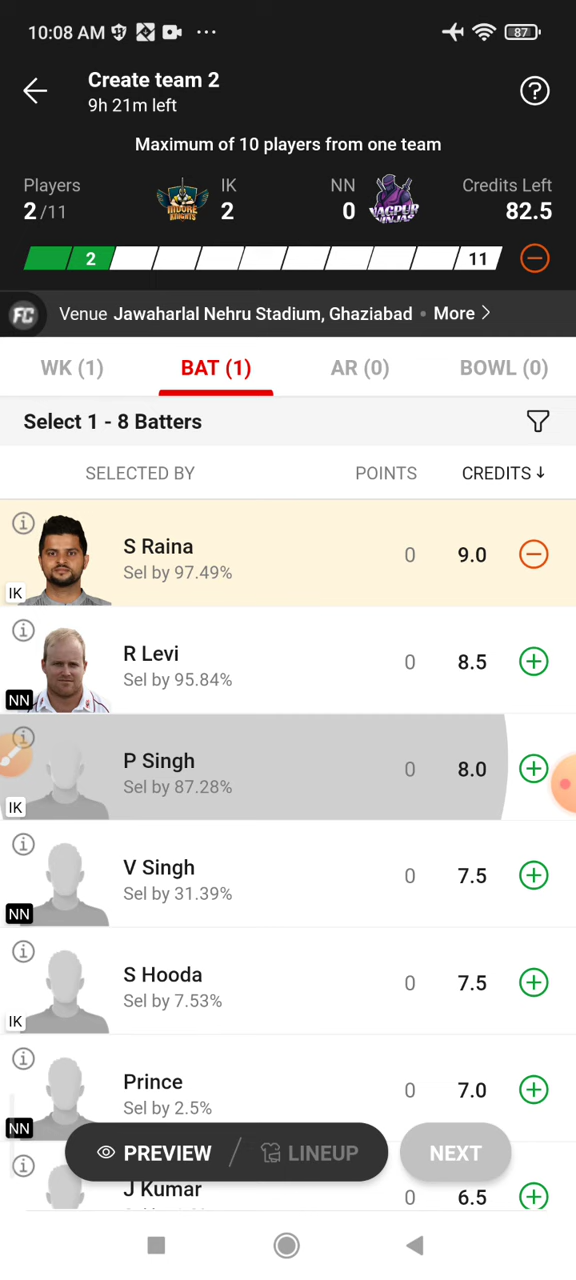 10:08 AM
87
Create team 2
9h 21m left
Maximum of 10 players from one team
Players
2/11
INDORE KNIGHTS
IK
2
NN
0
NAGPUR NINJAS
Credits Left
82.5
2
11
FC
Venue Jawaharlal Nehru Stadium, Ghaziabad • More
WK (1)
BAT (1)
AR (0)
BOWL (0)
Select 1 - 8 Batters
SELECTED BY
POINTS
CREDITS↓
S Raina
Sel by 97.49%
0
9.0
IK
R Levi
Sel by 95.84%
0
8.5
NN
P Singh
Sel by 87.28%
0
8.0
IK
V Singh
Sel by 31.39%
0
7.5
NN
S Hooda
Sel by 7.53%
0
7.5
IK
Prince
Sel by 2.5%
0
7.0
NN
PREVIEW
LINEUP
NEXT
J Kumar
0
6.5